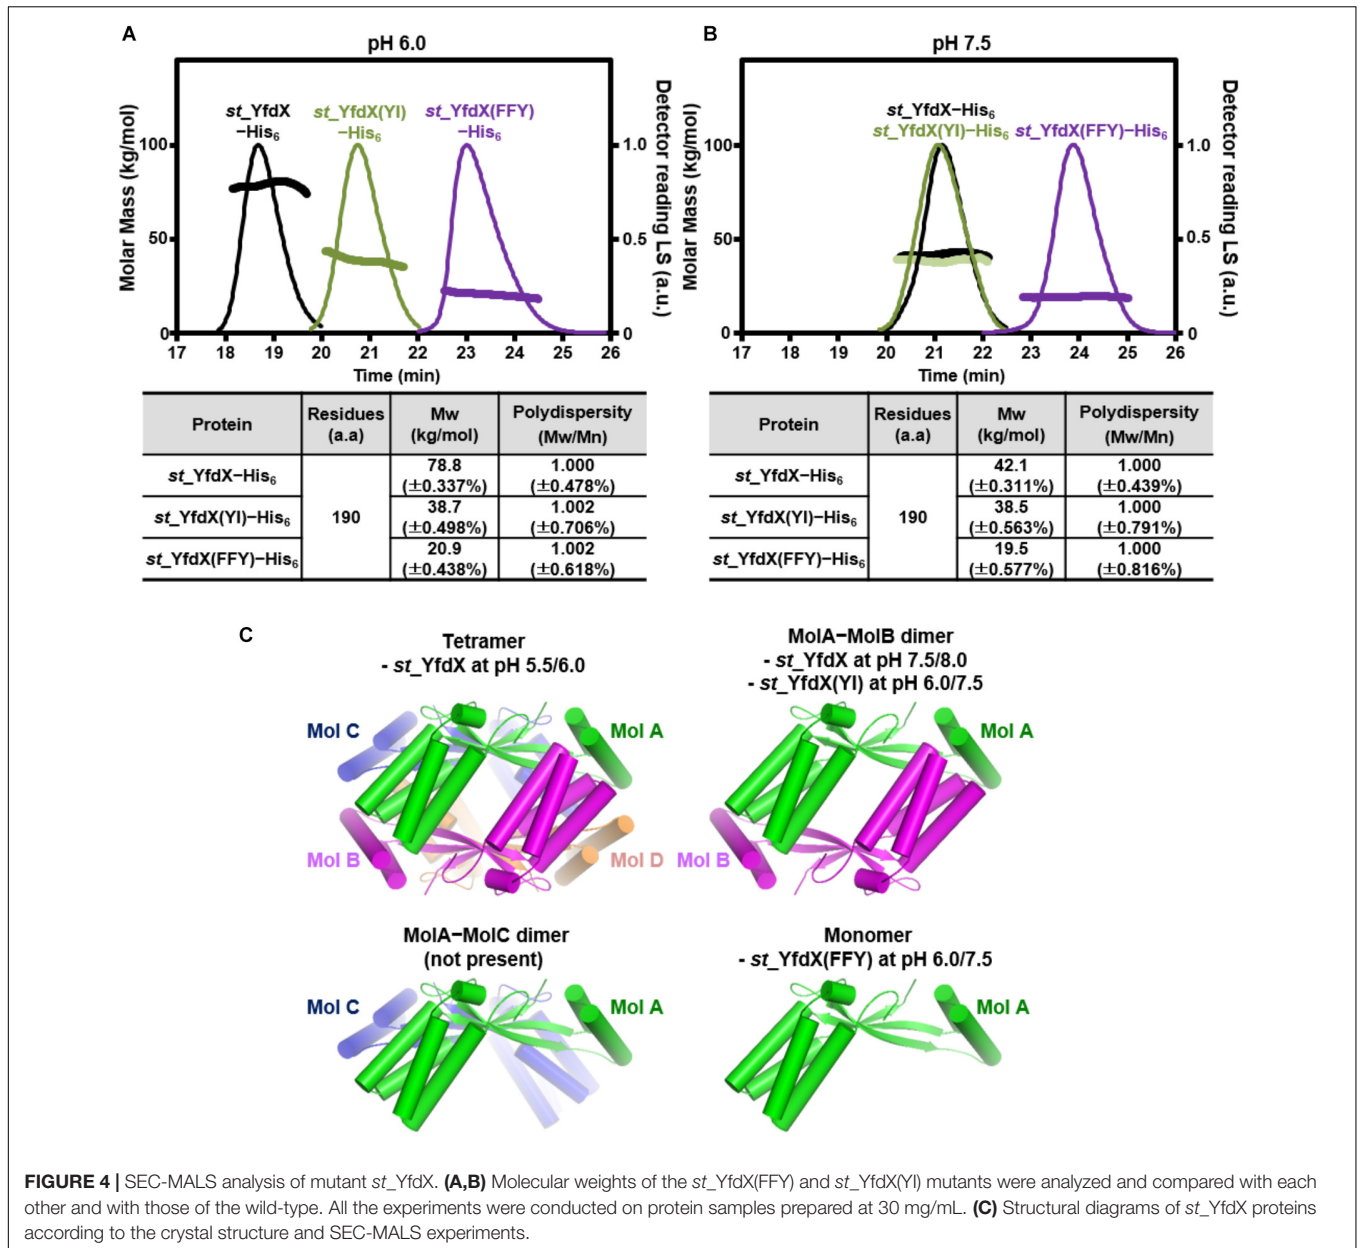 A
pH 6.0
Molar Mass (kg/mol)
100
50
0
st_YfdX
−His6
st_YfdX(YI)
−His6
st_YfdX(FFY)
−His6
1.0
0.5
0
Detector reading LS (a.u.)
17 18 19 20 21 22 23 24 25 26
Time (min)
Protein Residues (a.a) Mw (kg/mol) Polydispersity (Mw/Mn)
st_YfdX−His6 190 78.8 (±0.337%) 1.000 (±0.478%)
st_YfdX(YI)−His6 38.7 (±0.498%) 1.002 (±0.706%)
st_YfdX(FFY)−His6 20.9 (±0.438%) 1.002 (±0.618%)
B
pH 7.5
Molar Mass (kg/mol)
100
50
0
st_YfdX−His6
st_YfdX(YI)−His6
st_YfdX(FFY)−His6
1.0
0.5
0
Detector reading LS (a.u.)
17 18 19 20 21 22 23 24 25 26
Time (min)
Protein Residues (a.a) Mw (kg/mol) Polydispersity (Mw/Mn)
st_YfdX−His6 190 42.1 (±0.311%) 1.000 (±0.439%)
st_YfdX(YI)−His6 38.5 (±0.563%) 1.000 (±0.791%)
st_YfdX(FFY)−His6 19.5 (±0.577%) 1.000 (±0.816%)
C
Tetramer
- st_YfdX at pH 5.5/6.0
Mol C
Mol A
Mol B
Mol D
MolA−MolB dimer
- st_YfdX at pH 7.5/8.0
- st_YfdX(YI) at pH 6.0/7.5
Mol A
Mol B
MolA−MolC dimer
(not present)
Mol C
Mol A
Monomer
- st_YfdX(FFY) at pH 6.0/7.5
Mol A
FIGURE 4 | SEC-MALS analysis of mutant st_YfdX. (A,B) Molecular weights of the st_YfdX(FFY) and st_YfdX(YI) mutants were analyzed and compared with each
other and with those of the wild-type. All the experiments were conducted on protein samples prepared at 30 mg/mL. (C) Structural diagrams of st_YfdX proteins
according to the crystal structure and SEC-MALS experiments.